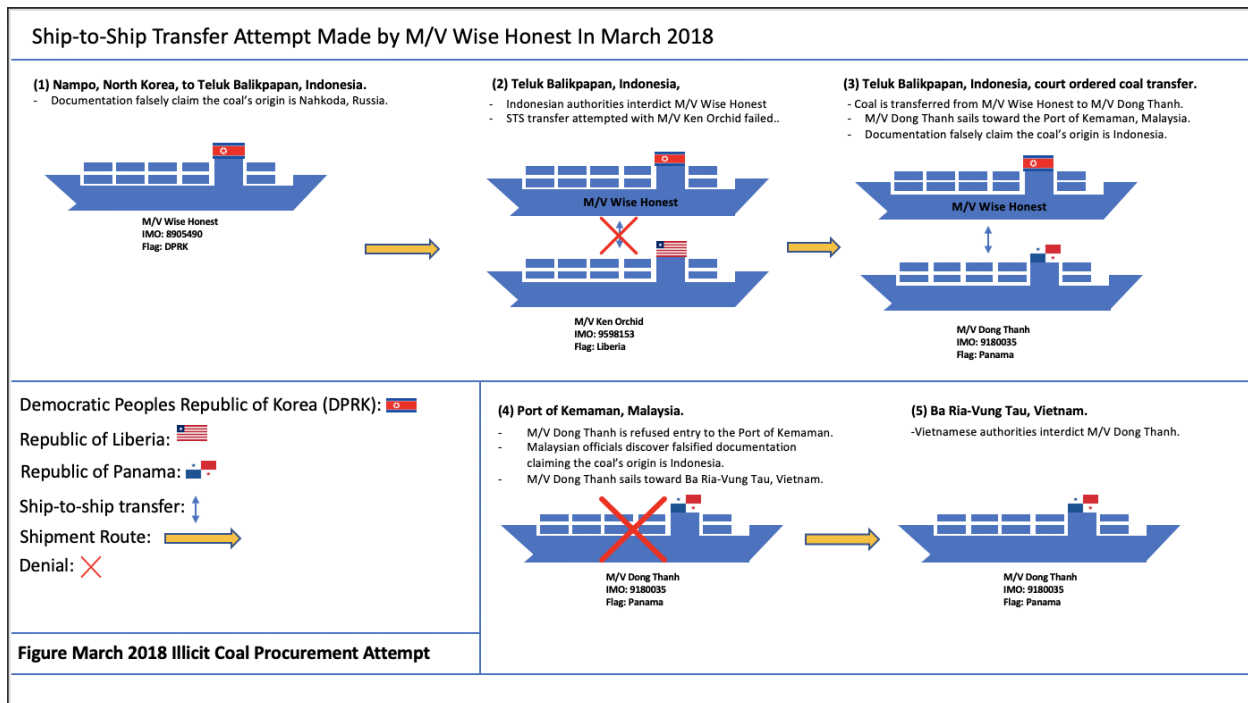 Ship-to-Ship Transfer Attempt Made by M/V Wise Honest In March 2018
(1) Nampo, North Korea, to Teluk Balikpapan, Indonesia.
- Documentation falsely claim the coal's origin is Nahkoda, Russia.
M/V Wise Honest
IMO: 8905490
Flag: DPRK
(2) Teluk Balikpapan, Indonesia,
- Indonesian authorities interdict M/V Wise Honest
- STS transfer attempted with M/V Ken Orchid failed..
M/V Wise Honest
M/V Ken Orchid
IMO: 9598153
Flag: Liberia
(3) Teluk Balikpapan, Indonesia, court ordered coal transfer.
- Coal is transferred from M/V Wise Honest to M/V Dong Thanh.
- M/V Dong Thanh sails toward the Port of Kemaman, Malaysia.
- Documentation falsely claim the coal's origin is Indonesia.
M/V Wise Honest
M/V Dong Thanh
IMO: 9180035
Flag: Panama
Democratic Peoples Republic of Korea (DPRK):
Republic of Liberia:
Republic of Panama:
Ship-to-ship transfer:
Shipment Route:
Denial:
Figure March 2018 Illicit Coal Procurement Attempt
(4) Port of Kemaman, Malaysia.
- M/V Dong Thanh is refused entry to the Port of Kemaman.
- Malaysian officials discover falsified documentation
claiming the coal's origin is Indonesia.
- M/V Dong Thanh sails toward Ba Ria-Vung Tau, Vietnam.
M/V Dong Thanh
IMO: 9180035
Flag: Panama
(5) Ba Ria-Vung Tau, Vietnam.
-Vietnamese authorities interdict M/V Dong Thanh.
M/V Dong Thanh
IMO: 9180035
Flag: Panama